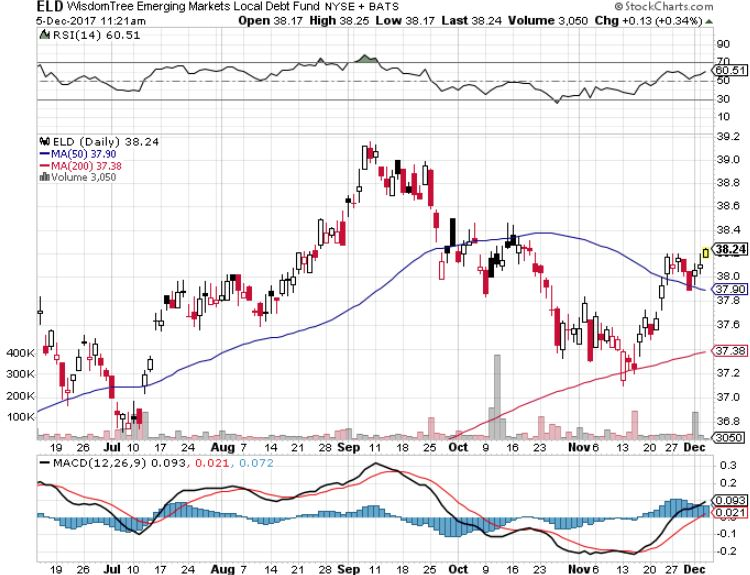 ELD WisdomTree Emerging Markets Local Debt Fund NYSE + BATS © StockCharts.com
5-Dec-2017 11:21am Open 38.17 High 38.25 Low 38.17 Last 38.24 Volume 3,050 Chg +0.13 (+0.34%)
RSI(14) 60.51
90
70
60.51
50
30
10
ELD (Daily) 38.24
MA(50) 37.90
MA(200) 37.38
Volume 3,050
39.2
39.0
38.8
38.6
38.4
38.24
38.0
37.90
37.8
37.6
37.38
37.2
37.0
36.8
3050
400K
300K
200K
100K
19 26 Jul 10 17 24 Aug 7 14 21 28 Sep 11 18 25 Oct 9 16 23 Nov 6 13 20 27 Dec
MACD(12,26,9) 0.093, 0.021, 0.072
0.3
0.2
0.093
0.021
-0.1
-0.2
19 26 Jul 10 17 24 Aug 7 14 21 28 Sep 11 18 25 Oct 9 16 23 Nov 6 13 20 27 Dec